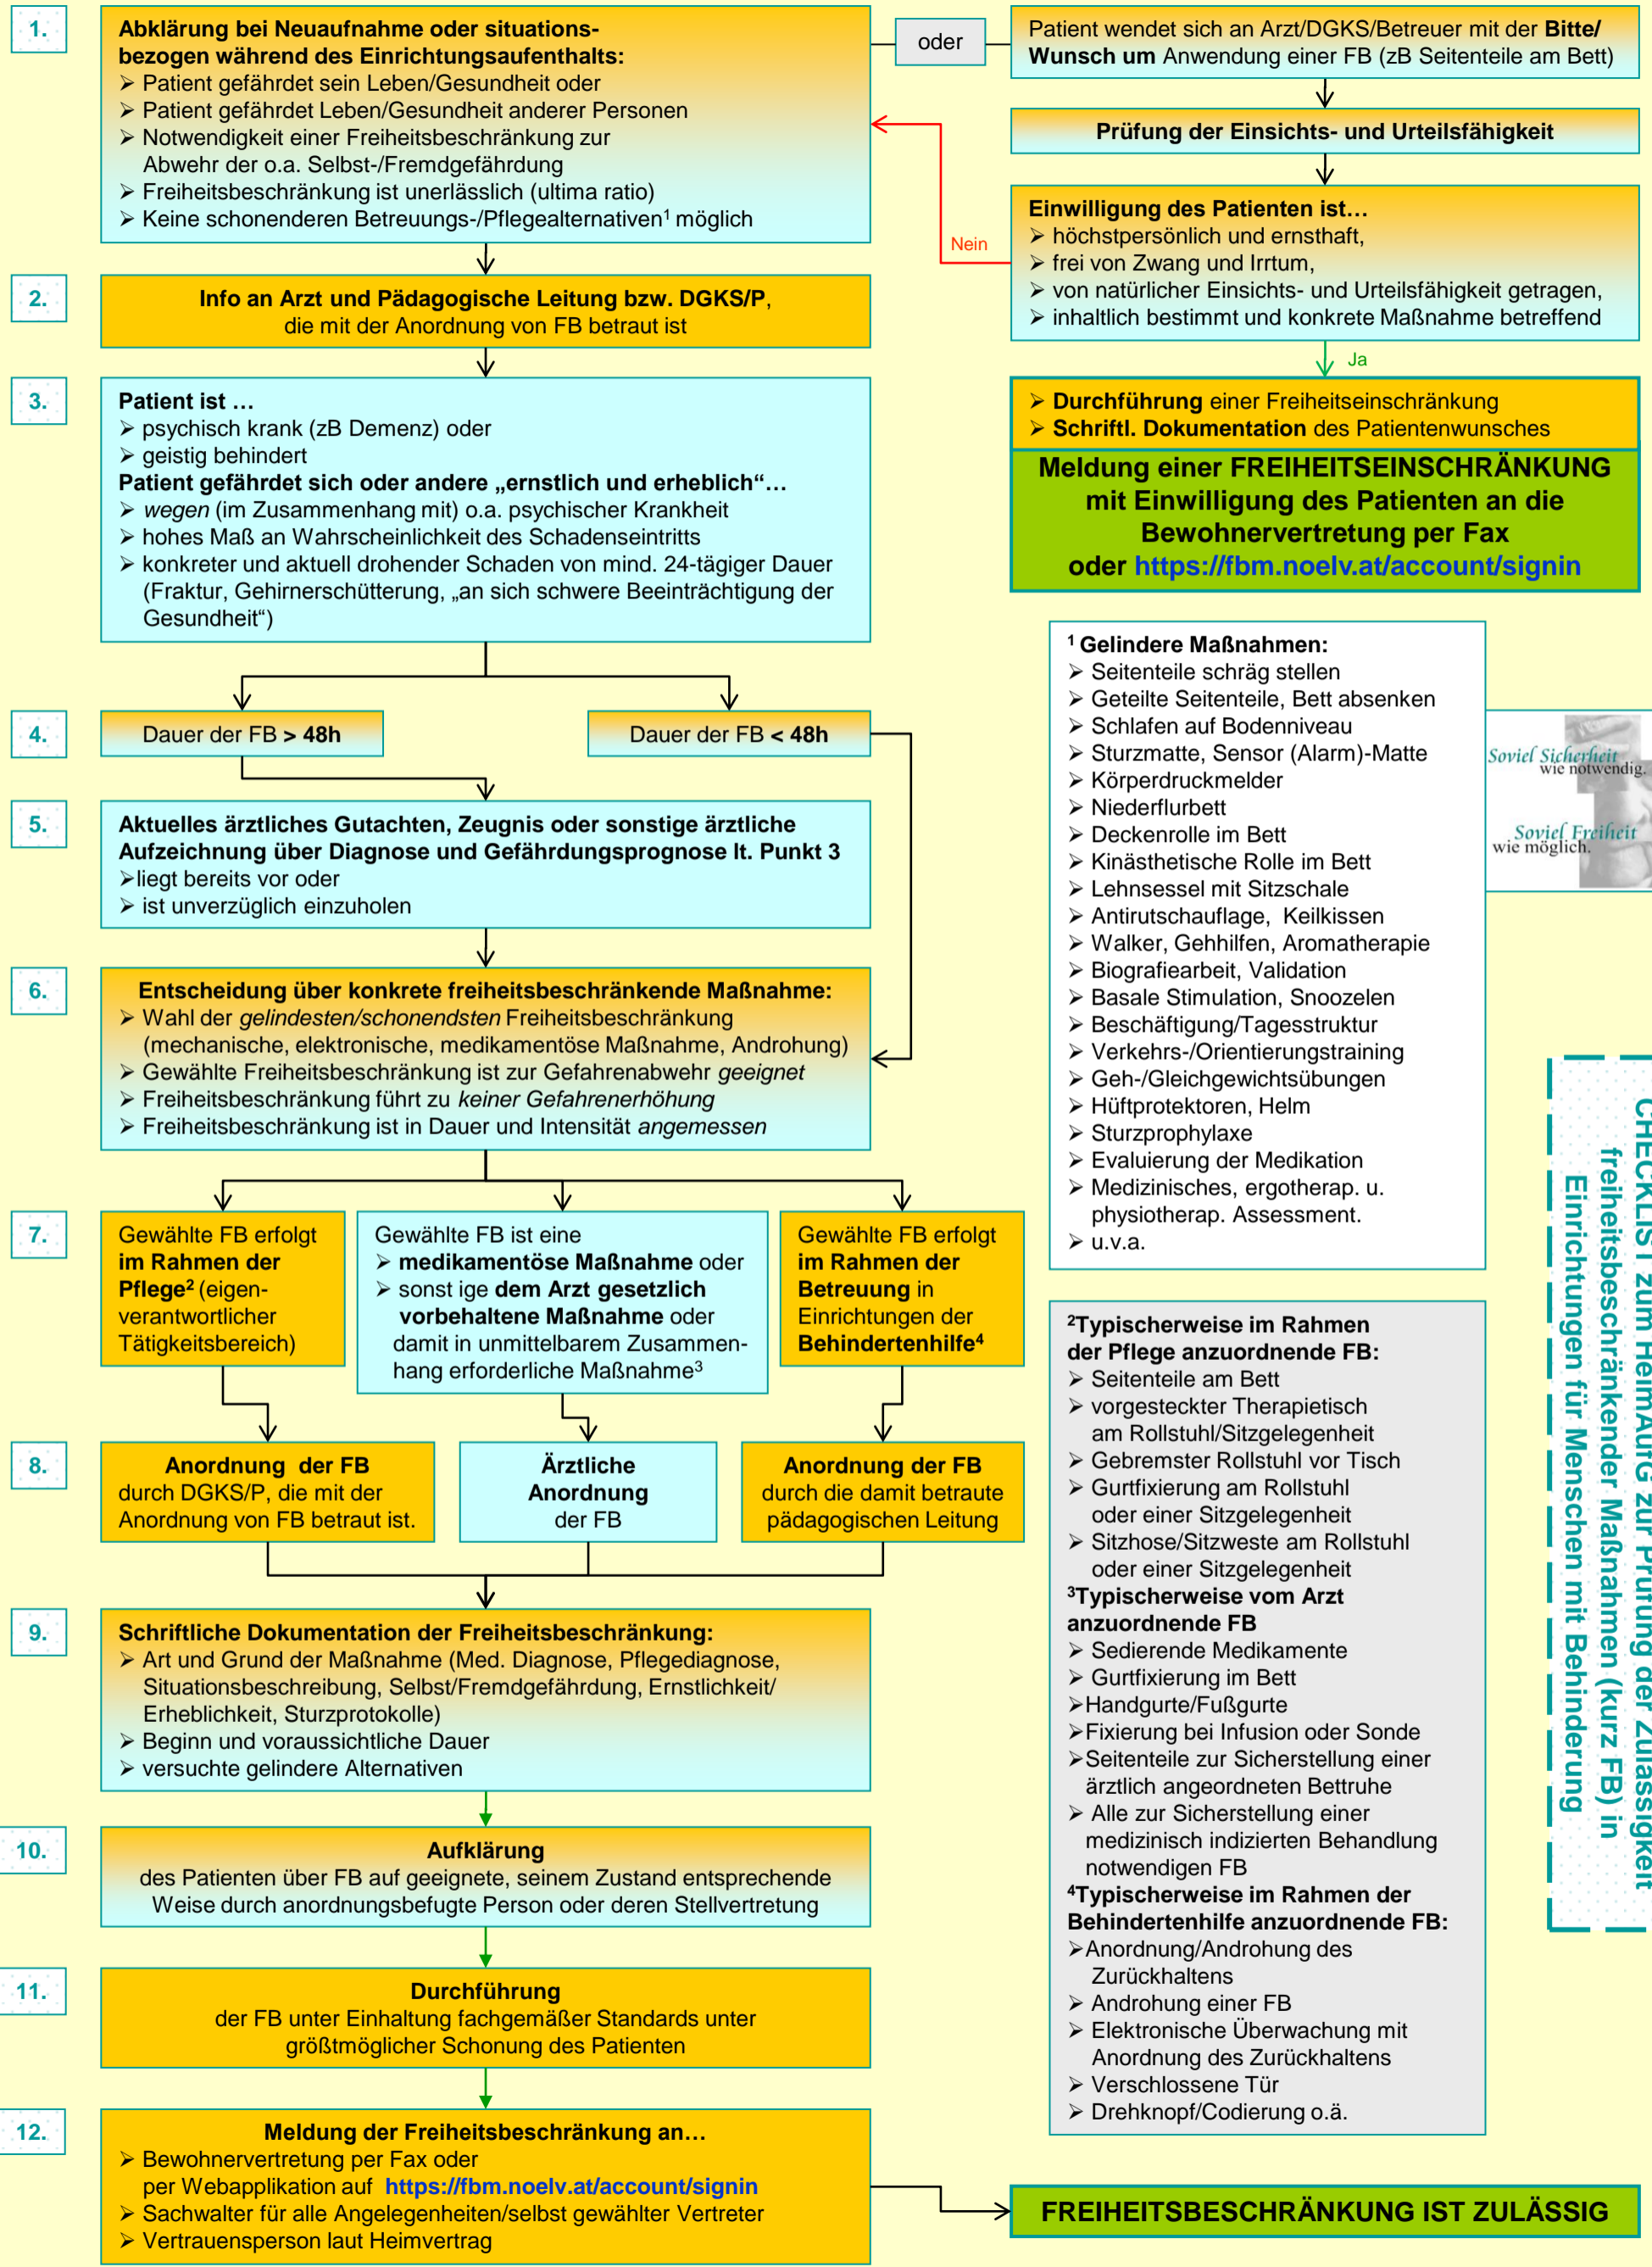 1.
Abklärung bei Neuaufnahme oder situations-
bezogen während des Einrichtungsaufenthalts:
➢ Patient gefährdet sein Leben/Gesundheit oder
➢ Patient gefährdet Leben/Gesundheit anderer Personen
➢ Notwendigkeit einer Freiheitsbeschränkung zur
Abwehr der o.a. Selbst-/Fremdgefährdung
➢ Freiheitsbeschränkung ist unerlässlich (ultima ratio)
➢ Keine schonenderen Betreuungs-/Pflegealternativen¹ möglich
oder
Patient wendet sich an Arzt/DGKS/Betreuer mit der Bitte/
Wunsch um Anwendung einer FB (zB Seitenteile am Bett)
Prüfung der Einsichts- und Urteilsfähigkeit
Einwilligung des Patienten ist…
➢ höchstpersönlich und ernsthaft,
➢ frei von Zwang und Irrtum,
➢ von natürlicher Einsichts- und Urteilsfähigkeit getragen,
➢ inhaltlich bestimmt und konkrete Maßnahme betreffend
Nein
Ja
➢ Durchführung einer Freiheitseinschränkung
➢ Schriftl. Dokumentation des Patientenwunsches
Meldung einer FREIHEITSEINSCHRÄNKUNG
mit Einwilligung des Patienten an die
Bewohnervertretung per Fax
oder https://fbm.noelv.at/account/signin
2.
Info an Arzt und Pädagogische Leitung bzw. DGKS/P,
die mit der Anordnung von FB betraut ist
3.
Patient ist …
➢ psychisch krank (zB Demenz) oder
➢ geistig behindert
Patient gefährdet sich oder andere „ernstlich und erheblich“…
➢ wegen (im Zusammenhang mit) o.a. psychischer Krankheit
➢ hohes Maß an Wahrscheinlichkeit des Schadenseintritts
➢ konkreter und aktuell drohender Schaden von mind. 24-tägiger Dauer
(Fraktur, Gehirnerschütterung, „an sich schwere Beeinträchtigung der
Gesundheit“)
4.
Dauer der FB > 48h
Dauer der FB < 48h
5.
Aktuelles ärztliches Gutachten, Zeugnis oder sonstige ärztliche
Aufzeichnung über Diagnose und Gefährdungsprognose lt. Punkt 3
➢liegt bereits vor oder
➢ ist unverzüglich einzuholen
6.
Entscheidung über konkrete freiheitsbeschränkende Maßnahme:
➢ Wahl der gelindesten/schonendsten Freiheitsbeschränkung
(mechanische, elektronische, medikamentöse Maßnahme, Androhung)
➢ Gewählte Freiheitsbeschränkung ist zur Gefahrenabwehr geeignet
➢ Freiheitsbeschränkung führt zu keiner Gefahrenerhöhung
➢ Freiheitsbeschränkung ist in Dauer und Intensität angemessen
7.
Gewählte FB erfolgt
im Rahmen der
Pflege² (eigen-
verantwortlicher
Tätigkeitsbereich)
Gewählte FB ist eine
➢ medikamentöse Maßnahme oder
➢ sonst ige dem Arzt gesetzlich
vorbehaltene Maßnahme oder
damit in unmittelbarem Zusammen-
hang erforderliche Maßnahme³
Gewählte FB erfolgt
im Rahmen der
Betreuung in
Einrichtungen der
Behindertenhilfe⁴
8.
Anordnung der FB
durch DGKS/P, die mit der
Anordnung von FB betraut ist.
Ärztliche
Anordnung
der FB
Anordnung der FB
durch die damit betraute
pädagogischen Leitung
9.
Schriftliche Dokumentation der Freiheitsbeschränkung:
➢ Art und Grund der Maßnahme (Med. Diagnose, Pflegediagnose,
Situationsbeschreibung, Selbst/Fremdgefährdung, Ernstlichkeit/
Erheblichkeit, Sturzprotokolle)
➢ Beginn und voraussichtliche Dauer
➢ versuchte gelindere Alternativen
10.
Aufklärung
des Patienten über FB auf geeignete, seinem Zustand entsprechende
Weise durch anordnungsbefugte Person oder deren Stellvertretung
11.
Durchführung
der FB unter Einhaltung fachgemäßer Standards unter
größtmöglicher Schonung des Patienten
12.
Meldung der Freiheitsbeschränkung an…
➢ Bewohnervertretung per Fax oder
per Webapplikation auf https://fbm.noelv.at/account/signin
➢ Sachwalter für alle Angelegenheiten/selbst gewählter Vertreter
➢ Vertrauensperson laut Heimvertrag
FREIHEITSBESCHRÄNKUNG IST ZULÄSSIG
¹ Gelindere Maßnahmen:
➢ Seitenteile schräg stellen
➢ Geteilte Seitenteile, Bett absenken
➢ Schlafen auf Bodenniveau
➢ Sturzmatte, Sensor (Alarm)-Matte
➢ Körperdruckmelder
➢ Niederflurbett
➢ Deckenrolle im Bett
➢ Kinästhetische Rolle im Bett
➢ Lehnsessel mit Sitzschale
➢ Antirutschauflage, Keilkissen
➢ Walker, Gehhilfen, Aromatherapie
➢ Biografiearbeit, Validation
➢ Basale Stimulation, Snoozelen
➢ Beschäftigung/Tagesstruktur
➢ Verkehrs-/Orientierungstraining
➢ Geh-/Gleichgewichtsübungen
➢ Hüftprotektoren, Helm
➢ Sturzprophylaxe
➢ Evaluierung der Medikation
➢ Medizinisches, ergotherap. u.
physiotherap. Assessment.
➢ u.v.a.
Soviel Sicherheit
wie notwendig.
Soviel Freiheit
wie möglich.
²Typischerweise im Rahmen
der Pflege anzuordnende FB:
➢ Seitenteile am Bett
➢ vorgesteckter Therapietisch
am Rollstuhl/Sitzgelegenheit
➢ Gebremster Rollstuhl vor Tisch
➢ Gurtfixierung am Rollstuhl
oder einer Sitzgelegenheit
➢ Sitzhose/Sitzweste am Rollstuhl
oder einer Sitzgelegenheit
³Typischerweise vom Arzt
anzuordnende FB
➢ Sedierende Medikamente
➢ Gurtfixierung im Bett
➢Handgurte/Fußgurte
➢Fixierung bei Infusion oder Sonde
➢Seitenteile zur Sicherstellung einer
ärztlich angeordneten Bettruhe
➢ Alle zur Sicherstellung einer
medizinisch indizierten Behandlung
notwendigen FB
⁴Typischerweise im Rahmen der
Behindertenhilfe anzuordnende FB:
➢Anordnung/Androhung des
Zurückhaltens
➢ Androhung einer FB
➢ Elektronische Überwachung mit
Anordnung des Zurückhaltens
➢ Verschlossene Tür
➢ Drehknopf/Codierung o.ä.
CHECKLIST zum HeimAufG zur Prüfung der Zulässigkeit
freiheitsbeschränkender Maßnahmen (kurz FB) in
Einrichtungen für Menschen mit Behinderung